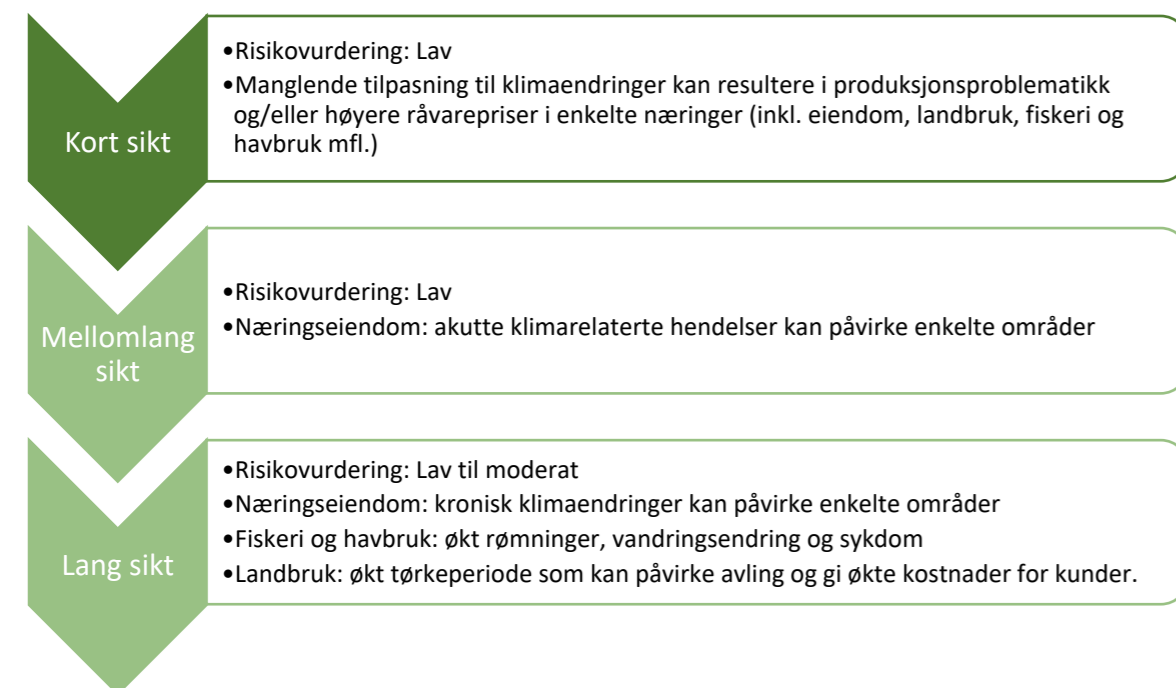 Kort sikt
•Risikovurdering: Lav
•Manglende tilpasning til klimaendringer kan resultere i produksjonsproblematikk
og/eller høyere råvarepriser i enkelte næringer (inkl. eiendom, landbruk, fiskeri og
havbruk mfl.)
Mellomlang
sikt
•Risikovurdering: Lav
•Næringseiendom: akutte klimarelaterte hendelser kan påvirke enkelte områder
Lang sikt
•Risikovurdering: Lav til moderat
•Næringseiendom: kronisk klimaendringer kan påvirke enkelte områder
•Fiskeri og havbruk: økt rømninger, vandringsendring og sykdom
•Landbruk: økt tørkeperiode som kan påvirke avling og gi økte kostnader for kunder.